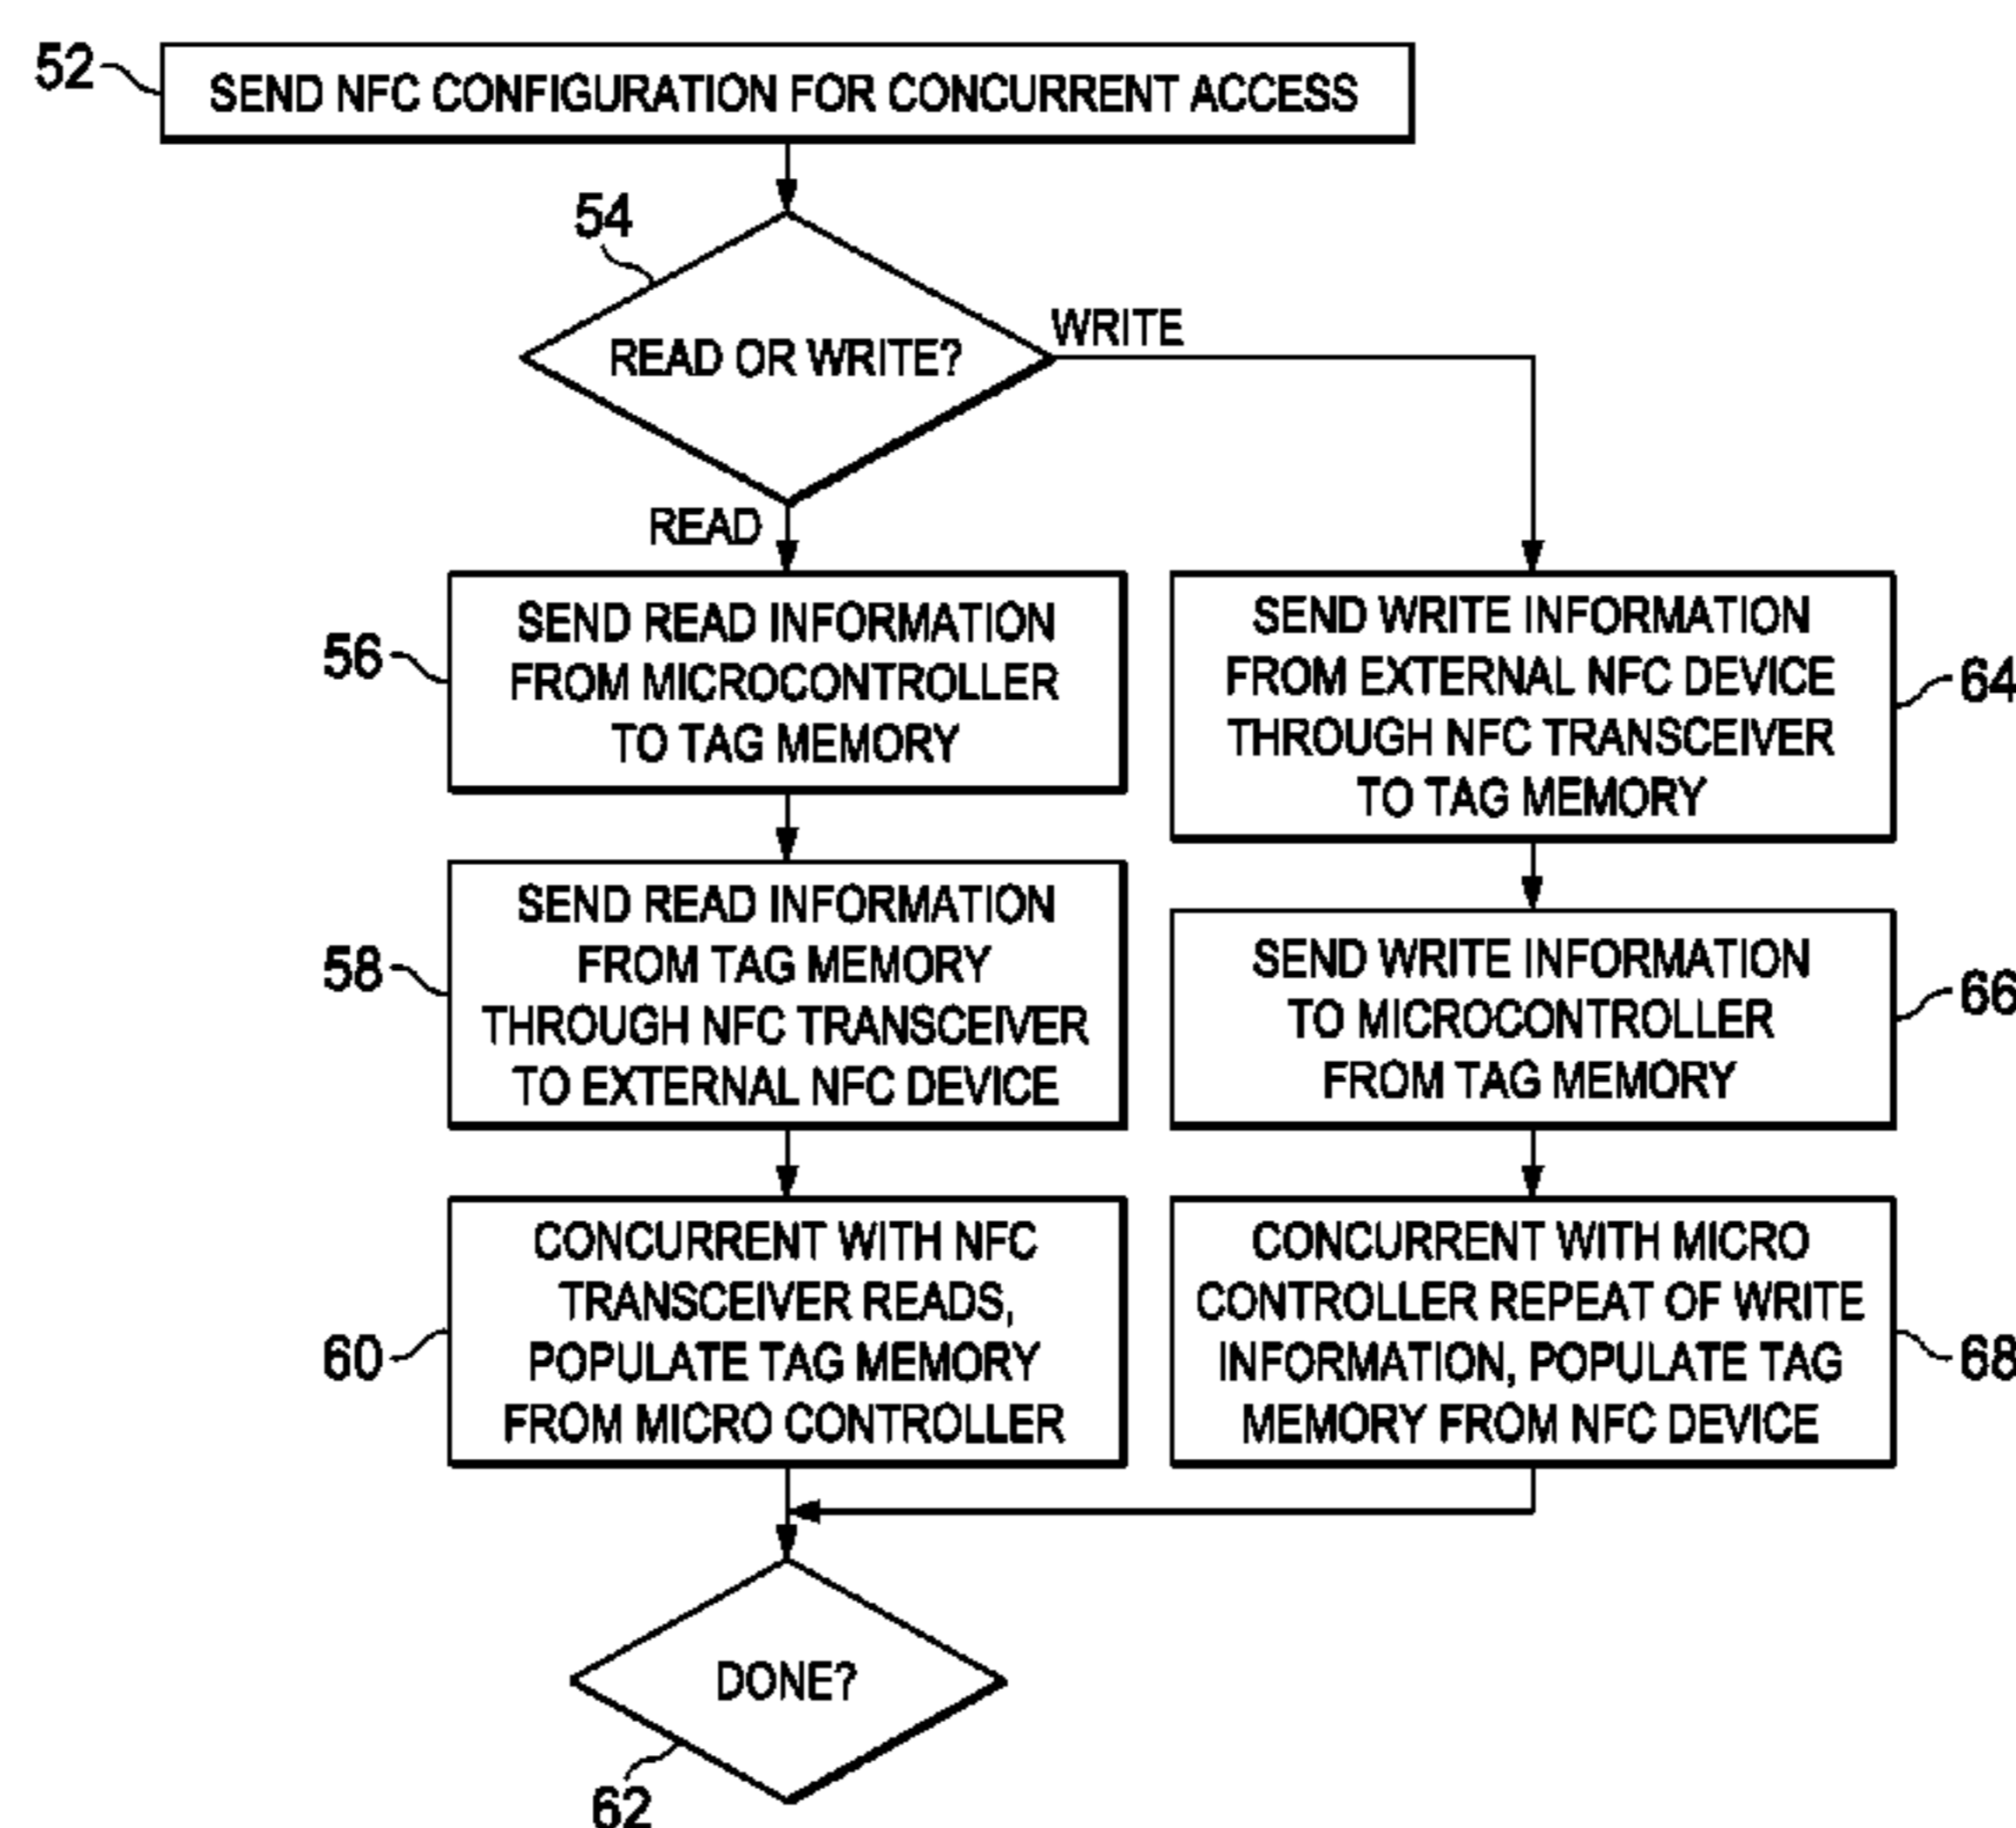 52
SEND NFC CONFIGURATION FOR CONCURRENT ACCESS
54
READ OR WRITE?
WRITE
READ
56
SEND READ INFORMATION
FROM MICROCONTROLLER
TO TAG MEMORY
58
SEND READ INFORMATION
FROM TAG MEMORY
THROUGH NFC TRANSCEIVER
TO EXTERNAL NFC DEVICE
60
CONCURRENT WITH NFC
TRANSCEIVER READS,
POPULATE TAG MEMORY
FROM MICRO CONTROLLER
SEND WRITE INFORMATION
FROM EXTERNAL NFC DEVICE
THROUGH NFC TRANSCEIVER
TO TAG MEMORY
64
SEND WRITE INFORMATION
TO MICROCONTROLLER
FROM TAG MEMORY
66
CONCURRENT WITH MICRO
CONTROLLER REPEAT OF WRITE
INFORMATION, POPULATE TAG
MEMORY FROM NFC DEVICE
68
DONE?
62